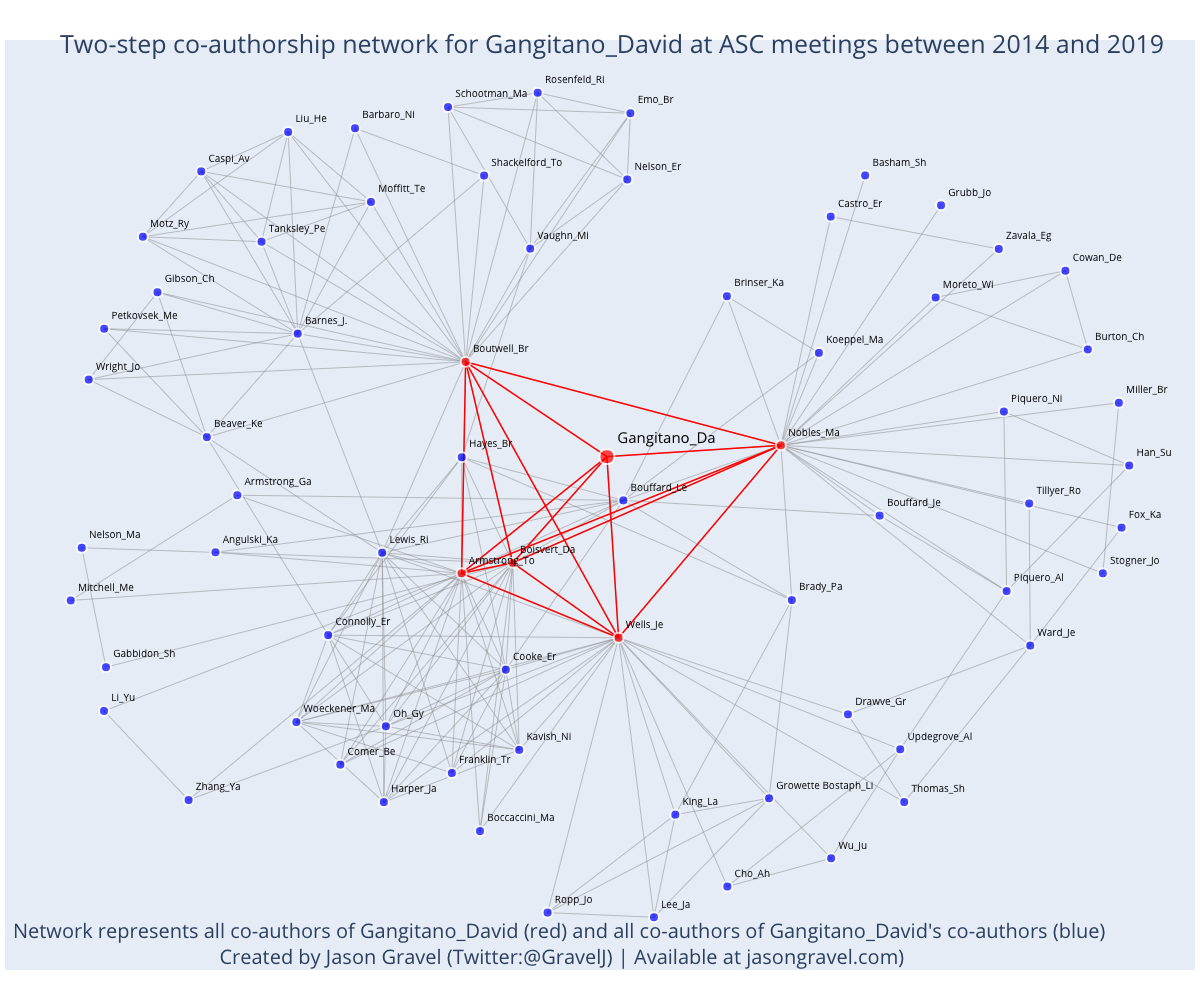 Two-step co-authorship network for Gangitano_David at ASC meetings between 2014 and 2019
Rosenfeld_Ri
Schootman_Ma
Emo_Br
Liu_He
Barbaro_Ni
Caspi_Av
Shackelford_To
Nelson_Er
Basham_Sh
Moffitt_Te
Grubb_Jo
Castro_Er
Motz_Ry
Tanksley_Pe
Vaughn_Mi
Zavala_Eg
Cowan_De
Gibson_Ch
Brinser_Ka
Moreto_Wi
Petkovsek_Me
Barnes_J.
Koeppel_Ma
Burton_Ch
Wright_Jo
Boutwell_Br
Miller_Br
Piquero_Ni
Beaver_Ke
Nobles_Ma
Gangitano_Da
Hayes_Br
Han_Su
Armstrong_Ga
Bouffard_Le
Tillyer_Ro
Bouffard_Je
Fox_Ka
Nelson_Ma
Angulski_Ka
Lewis_Ri
Boisvert_Da
Armstrong_To
Stogner_Jo
Mitchell_Me
Piquero_Al
Brady_Pa
Connolly_Er
Wells_Je
Ward_Je
Gabbidon_Sh
Cooke_Er
Li_Yu
Woeckener_Ma
Oh_Gy
Drawve_Gr
Kavish_Ni
Updegrove_Al
Comer_Be
Franklin_Tr
Zhang_Ya
Harper_Ja
Growette Bostaph_Li
Thomas_Sh
King_La
Boccaccini_Ma
Wu_Ju
Cho_Ah
Ropp_Jo
Lee_Ja
Network represents all co-authors of Gangitano_David (red) and all co-authors of Gangitano_David's co-authors (blue)
Created by Jason Gravel (Twitter:@GravelJ) | Available at jasongravel.com)